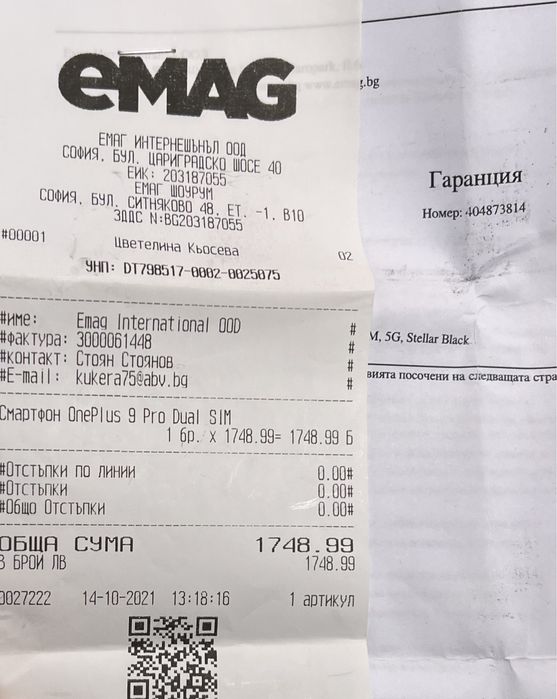 eMAG
ЕМАГ ИНТЕРНЕШЪНЪЛ ООД
СОФИЯ, БУЛ. ЦАРИГРАДСКО ШОСЕ 40
ЕИК: 203187055
ЕМАГ ШОУРУМ
СОФИЯ, БУЛ. СИТНЯКОВО 48, ЕТ. -1, В10
ЗДДС N:BG203187055
#00001 Цветелина Кьосева 02
УНП: DT798517-0002-0025075
#име: Emag International OOD #
#фактура: 3000061448 #
#контакт: Стоян Стоянов #
#E-mail: kukera75@abv.bg #
Смартфон OnePlus 9 Pro Dual SIM
1 бр. x 1748.99= 1748.99 Б
#Отстъпки по линии 0.00#
#Отстъпки 0.00#
#Общо Отстъпки 0.00#
ОБЩА СУМА 1748.99
В БРОЙ ЛВ 1748.99
0027222 14-10-2021 13:18:16 1 артикул
.bg
Гаранция
Номер: 404873814
M, 5G, Stellar Black
вията посочени на следващата стра